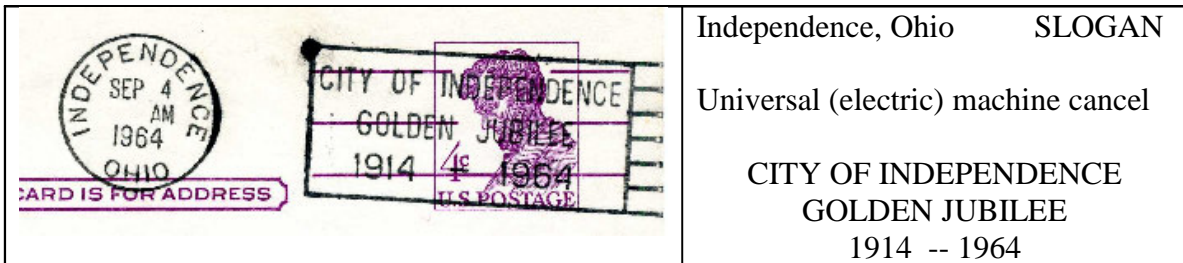 INDEPENDENCE
SEP 4
AM
1964
OHIO
CARD IS FOR ADDRESS
CITY OF INDEPENDENCE
GOLDEN JUBILEE
1914 - 1964
4¢
U.S. POSTAGE
Independence, Ohio SLOGAN
Universal (electric) machine cancel
CITY OF INDEPENDENCE
GOLDEN JUBILEE
1914 -- 1964